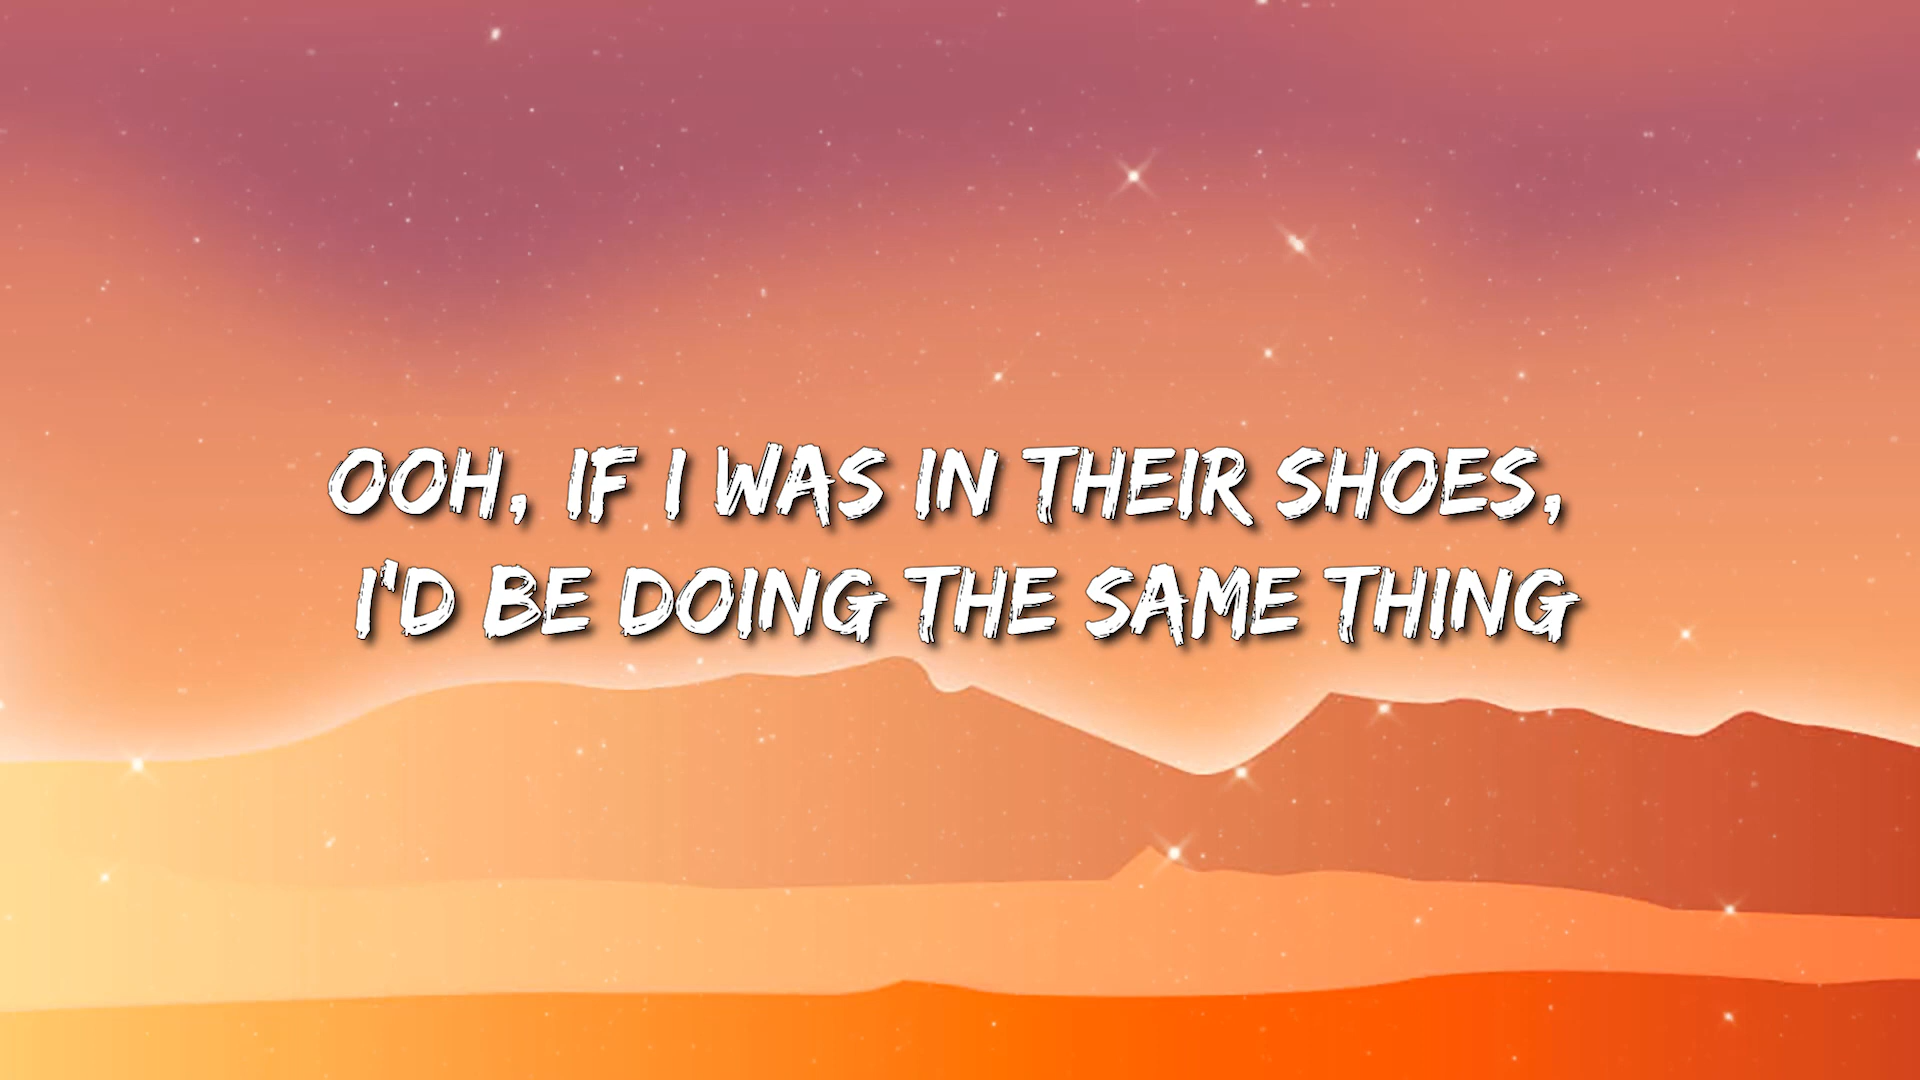 OOH, IF I WAS IN THEIR SHOES,
I'D BE DOING THE SAME THING